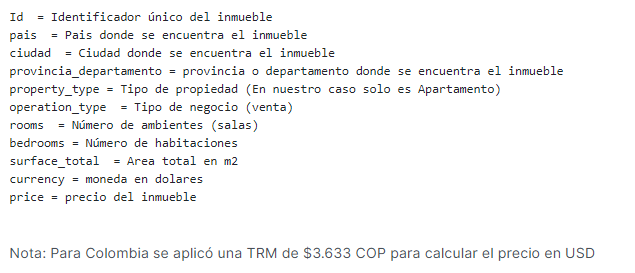 Id  = Identificador único del inmueble
pais  = Pais donde se encuentra el inmueble
ciudad  = Ciudad donde se encuentra el inmueble
provincia_departamento = provincia o departamento donde se encuentra el inmueble
property_type = Tipo de propiedad (En nuestro caso solo es Apartamento)
operation_type  = Tipo de negocio (venta)
rooms  = Número de ambientes (salas)
bedrooms = Número de habitaciones
surface_total  = Area total en m2
currency = moneda en dolares
price = precio del inmueble
Nota: Para Colombia se aplicó una TRM de $3.633 COP para calcular el precio en USD